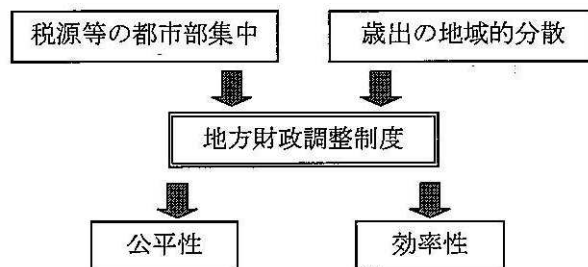 税源等の都市部集中
歳出の地域的分散
地方財政調整制度
公平性
効率性